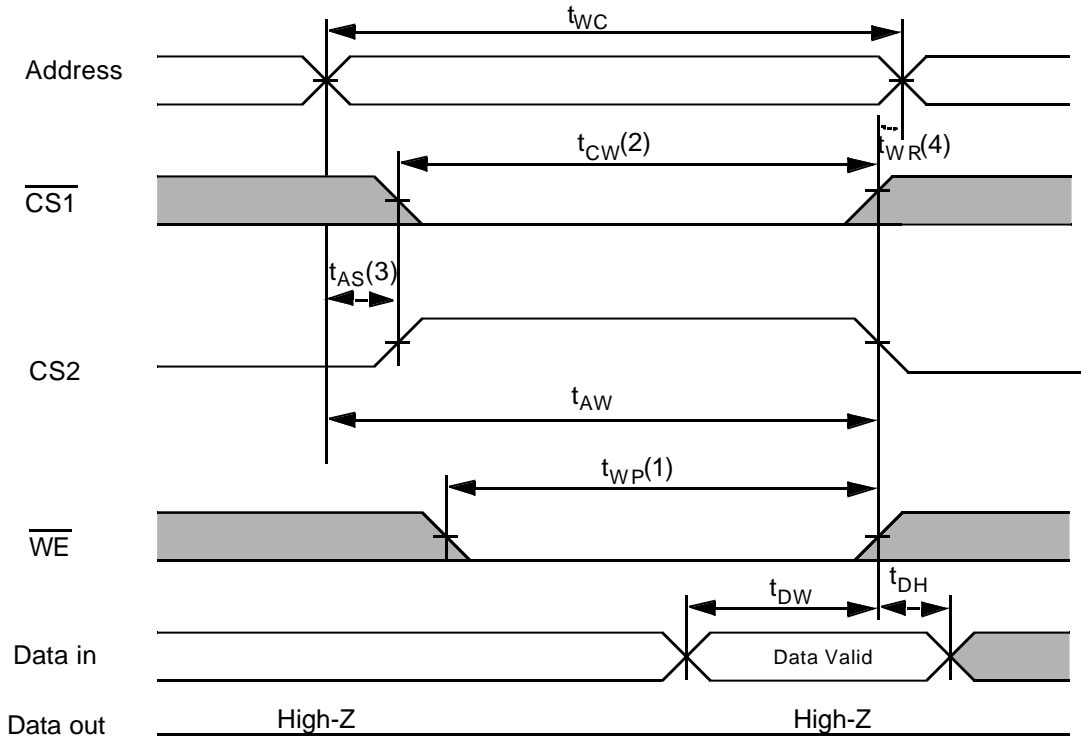 tWC
Address
tCW(2)
tWR(4)
CS1
tAS(3)
CS2
tAW
tWP(1)
WE
tDW
tDH
Data in
Data Valid
Data out
High-Z
High-Z